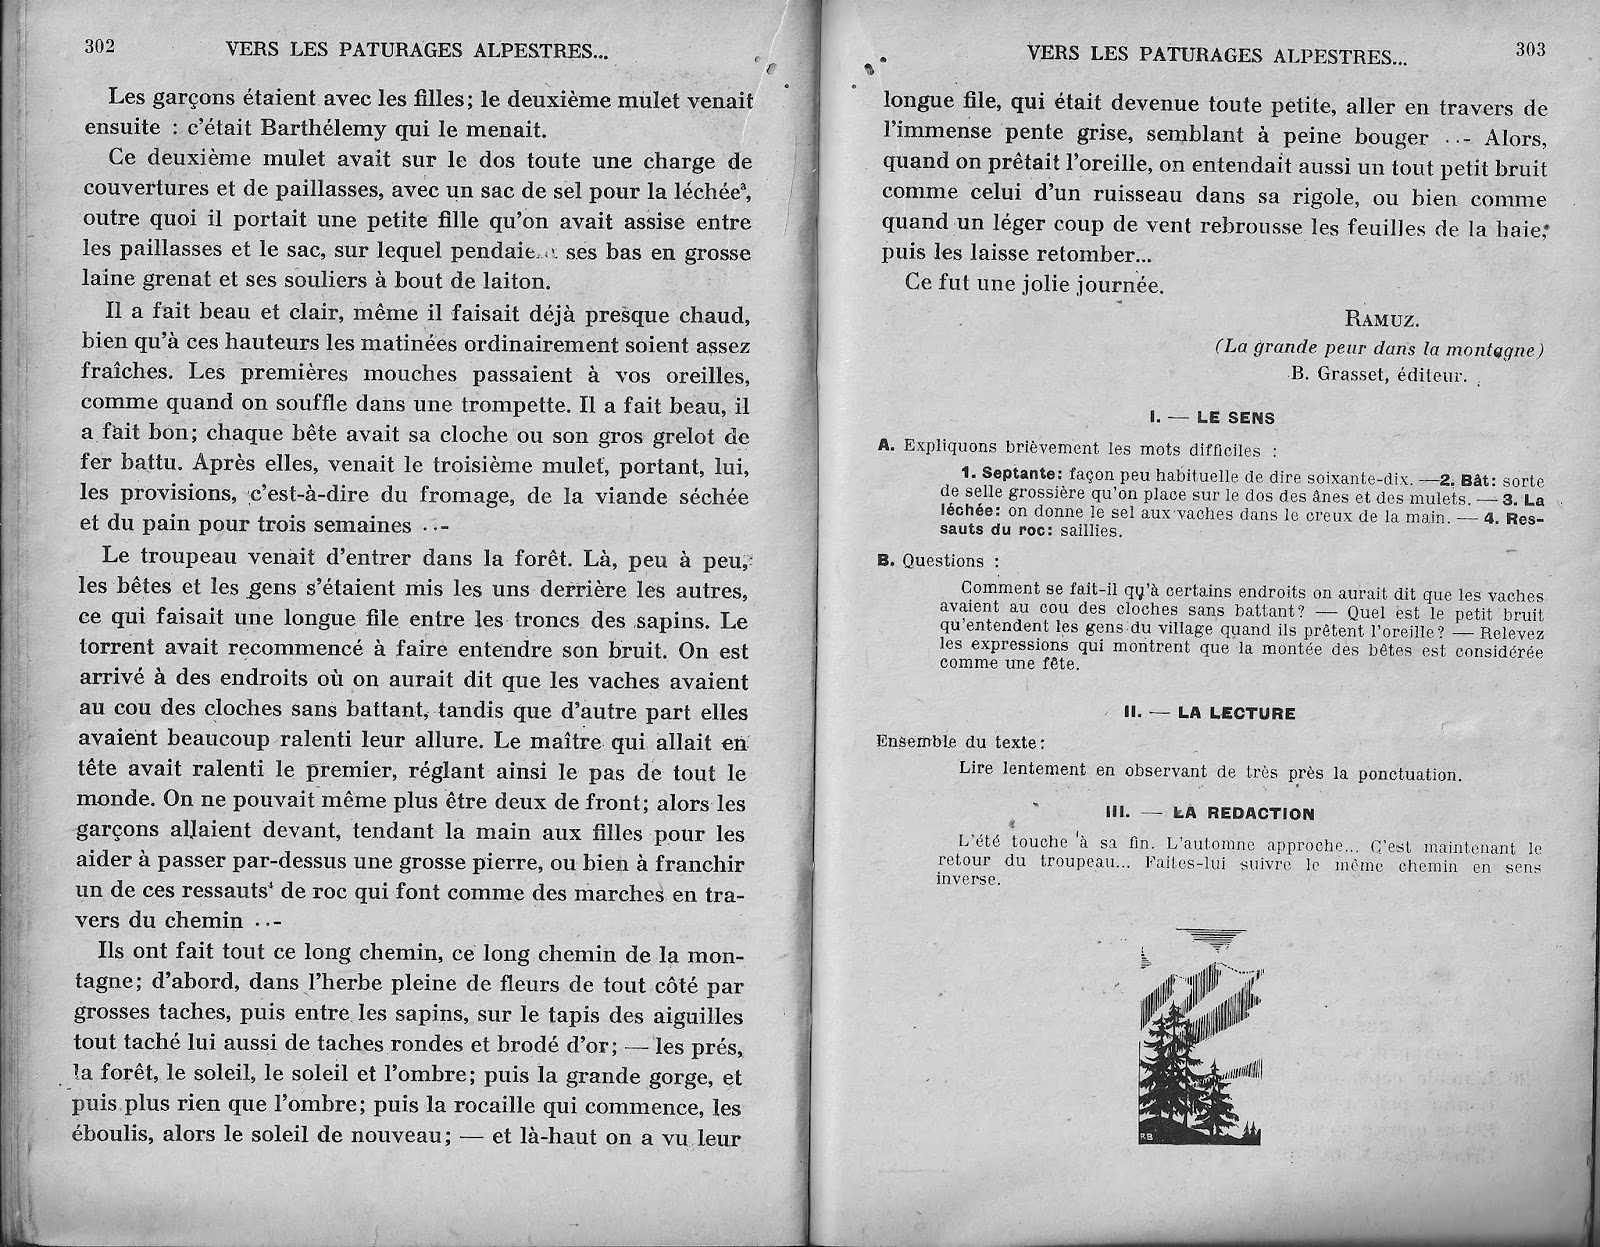 302
VERS LES PATURAGES ALPESTRES...
Les garçons étaient avec les filles; le deuxième mulet venait
ensuite : c'était Barthélemy qui le menait.
Ce deuxième mulet avait sur le dos toute une charge de
couvertures et de paillasses, avec un sac de sel pour la léchée³,
outre quoi il portait une petite fille qu'on avait assise entre
les paillasses et le sac, sur lequel pendaie... ses bas en grosse
laine grenat et ses souliers à bout de laiton.
Il a fait beau et clair, même il faisait déjà presque chaud,
bien qu'à ces hauteurs les matinées ordinairement soient assez
fraîches. Les premières mouches passaient à vos oreilles,
comme quand on souffle dans une trompette. Il a fait beau, il
a fait bon; chaque bête avait sa cloche ou son gros grelot de
fer battu. Après elles, venait le troisième mulet, portant, lui,
les provisions, c'est-à-dire du fromage, de la viande séchée
et du pain pour trois semaines ..-
Le troupeau venait d'entrer dans la forêt. Là, peu à peu,
les bêtes et les gens s'étaient mis les uns derrière les autres,
ce qui faisait une longue file entre les troncs des sapins. Le
torrent avait recommencé à faire entendre son bruit. On est
arrivé à des endroits où on aurait dit que les vaches avaient
au cou des cloches sans battant, tandis que d'autre part elles
avaient beaucoup ralenti leur allure. Le maître qui allait en
tête avait ralenti le premier, réglant ainsi le pas de tout le
monde. On ne pouvait même plus être deux de front; alors les
garçons allaient devant, tendant la main aux filles pour les
aider à passer par-dessus une grosse pierre, ou bien à franchir
un de ces ressauts⁴ de roc qui font comme des marches en tra-
vers du chemin ..-
Ils ont fait tout ce long chemin, ce long chemin de la mon-
tagne; d'abord, dans l'herbe pleine de fleurs de tout côté par
grosses taches, puis entre les sapins, sur le tapis des aiguilles
tout taché lui aussi de taches rondes et brodé d'or; — les prés,
la forêt, le soleil, le soleil et l'ombre; puis la grande gorge, et
puis plus rien que l'ombre; puis la rocaille qui commence, les
éboulis, alors le soleil de nouveau; — et là-haut on a vu leur
VERS LES PATURAGES ALPESTRES...
303
longue file, qui était devenue toute petite, aller en travers de
l'immense pente grise, semblant à peine bouger ..- Alors,
quand on prêtait l'oreille, on entendait aussi un tout petit bruit
comme celui d'un ruisseau dans sa rigole, ou bien comme
quand un léger coup de vent rebrousse les feuilles de la haie,
puis les laisse retomber...
Ce fut une jolie journée.
RAMUZ.
(La grande peur dans la montagne)
B. Grasset, éditeur.
I. — LE SENS
A. Expliquons brièvement les mots difficiles :
1. Septante: façon peu habituelle de dire soixante-dix. —2. Bât: sorte
de selle grossière qu'on place sur le dos des ânes et des mulets. — 3. La
léchée: on donne le sel aux vaches dans le creux de la main. — 4. Res-
sauts du roc: saillies.
B. Questions :
Comment se fait-il qu'à certains endroits on aurait dit que les vaches
avaient au cou des cloches sans battant? — Quel est le petit bruit
qu'entendent les gens du village quand ils prêtent l'oreille? — Relevez
les expressions qui montrent que la montée des bêtes est considérée
comme une fête.
II. — LA LECTURE
Ensemble du texte:
Lire lentement en observant de très près la ponctuation.
III. — LA REDACTION
L'été touche à sa fin. L'automne approche... C'est maintenant le
retour du troupeau... Faites-lui suivre le même chemin en sens
inverse.
RB